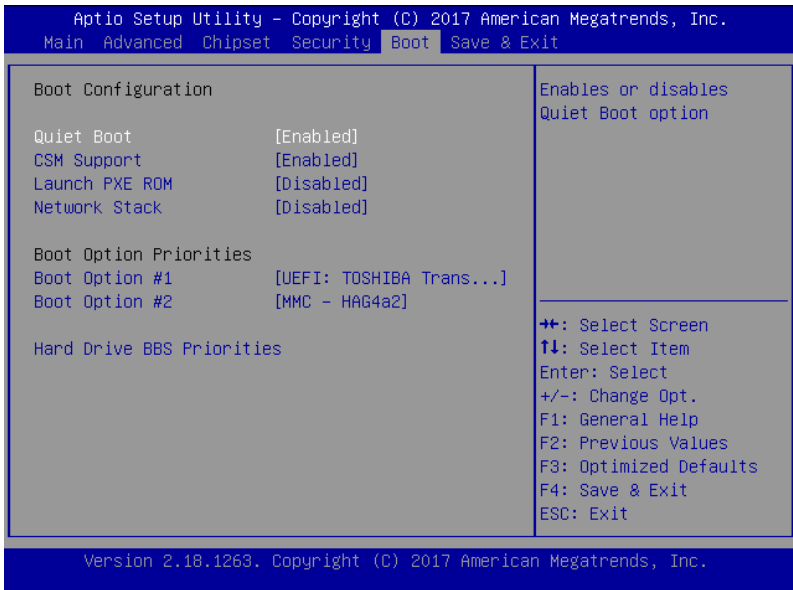 Aptio Setup Utility – Copyright (C) 2017 American Megatrends, Inc.
Main Advanced Chipset Security Boot Save & Exit
Boot Configuration
Quiet Boot [Enabled]
CSM Support [Enabled]
Launch PXE ROM [Disabled]
Network Stack [Disabled]
Boot Option Priorities
Boot Option #1 [UEFI: TOSHIBA Trans...]
Boot Option #2 [MMC – HAG4a2]
Hard Drive BBS Priorities
Enables or disables
Quiet Boot option
→←: Select Screen
↑↓: Select Item
Enter: Select
+/–: Change Opt.
F1: General Help
F2: Previous Values
F3: Optimized Defaults
F4: Save & Exit
ESC: Exit
Version 2.18.1263. Copyright (C) 2017 American Megatrends, Inc.